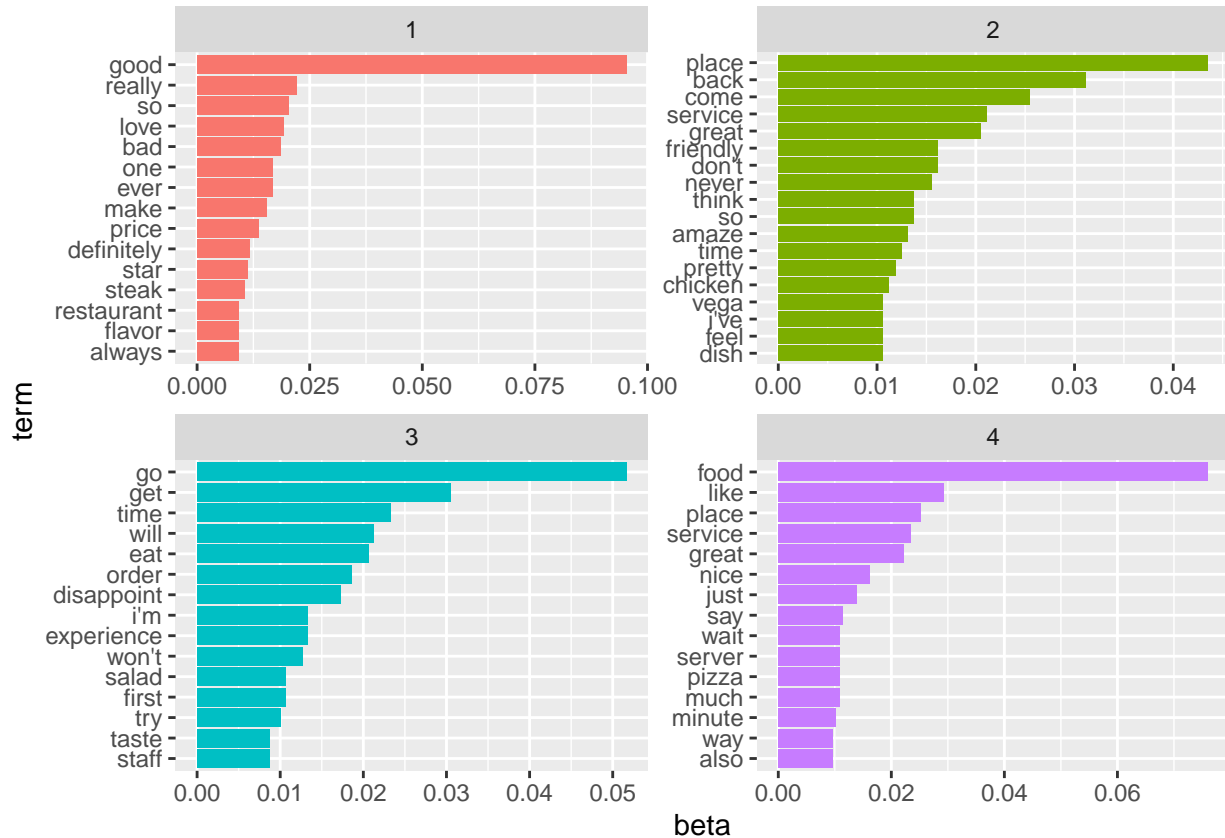 1
good
really
so
love
bad
one
ever
make
price
definitely
star
steak
restaurant
flavor
always
0.000 0.025 0.050 0.075 0.100
2
place
back
come
service
great
friendly
don't
never
think
so
amaze
time
pretty
chicken
vega
i've
feel
dish
0.00 0.01 0.02 0.03 0.04
term
3
go
get
time
will
eat
order
disappoint
i'm
experience
won't
salad
first
try
taste
staff
0.00 0.01 0.02 0.03 0.04 0.05
4
food
like
place
service
great
nice
just
say
wait
server
pizza
much
minute
way
also
0.00 0.02 0.04 0.06
beta